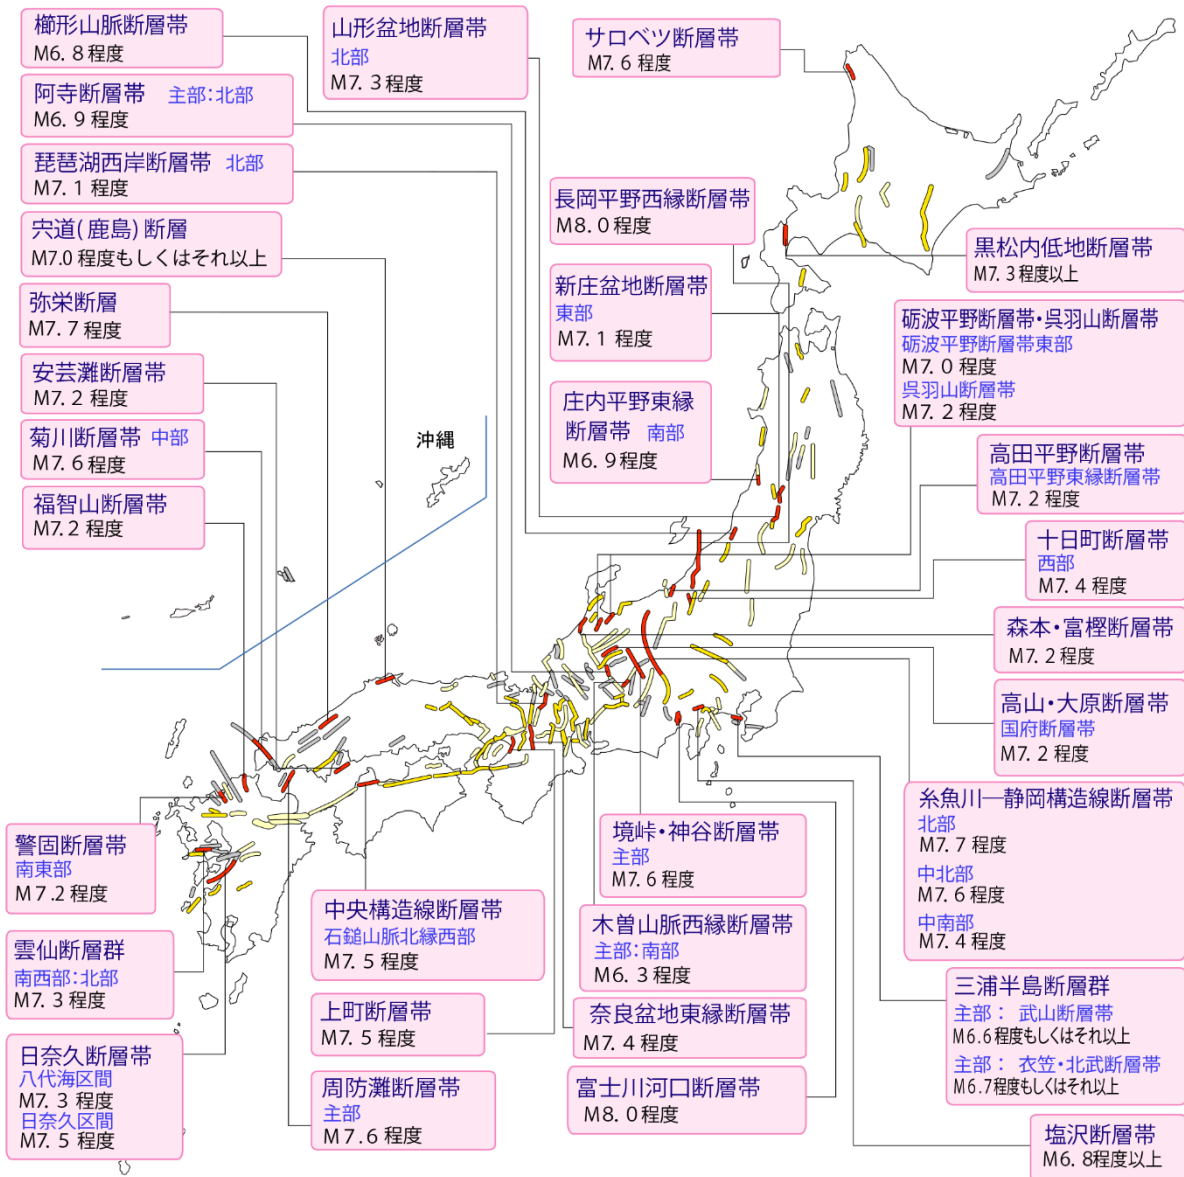 櫛形山脈断層帯
M6. 8 程度
阿寺断層帯 主部:北部
M6. 9 程度
琵琶湖西岸断層帯 北部
M7. 1 程度
宍道(鹿島)断層
M7.0 程度もしくはそれ以上
弥栄断層
M7. 7 程度
安芸灘断層帯
M7. 2 程度
菊川断層帯 中部
M7. 6 程度
福智山断層帯
M7.2 程度
山形盆地断層帯
北部
M7. 3 程度
サロベツ断層帯
M7. 6 程度
長岡平野西縁断層帯
M8. 0 程度
新庄盆地断層帯
東部
M7. 1 程度
庄内平野東縁
断層帯 南部
M6. 9 程度
沖縄
黒松内低地断層帯
M7. 3 程度以上
砺波平野断層帯・呉羽山断層帯
砺波平野断層帯東部
M7. 0 程度
呉羽山断層帯
M7. 2 程度
高田平野断層帯
高田平野東縁断層帯
M7. 2 程度
十日町断層帯
西部
M7. 4 程度
森本・富樫断層帯
M7. 2 程度
高山・大原断層帯
国府断層帯
M7. 2 程度
糸魚川―静岡構造線断層帯
北部
M7. 7 程度
中北部
M7. 6 程度
中南部
M7. 4 程度
三浦半島断層群
主部： 武山断層帯
M6.6程度もしくはそれ以上
主部： 衣笠・北武断層帯
M6.7程度もしくはそれ以上
塩沢断層帯
M6. 8程度以上
警固断層帯
南東部
M7.2 程度
雲仙断層群
南西部:北部
M7. 3 程度
日奈久断層帯
八代海区間
M7. 3 程度
日奈久区間
M7. 5 程度
中央構造線断層帯
石鎚山脈北縁西部
M7. 5 程度
上町断層帯
M7. 5 程度
周防灘断層帯
主部
M7.6 程度
境峠・神谷断層帯
主部
M7.6 程度
木曽山脈西縁断層帯
主部:南部
M6. 3 程度
奈良盆地東縁断層帯
M7. 4 程度
富士川河口断層帯
M8. 0程度